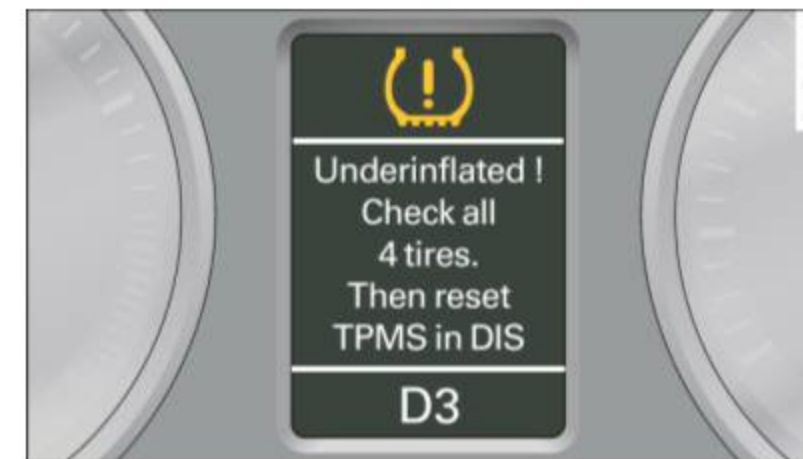 Underinflated !
Check all
4 tires.
Then reset
TPMS in DIS
D3